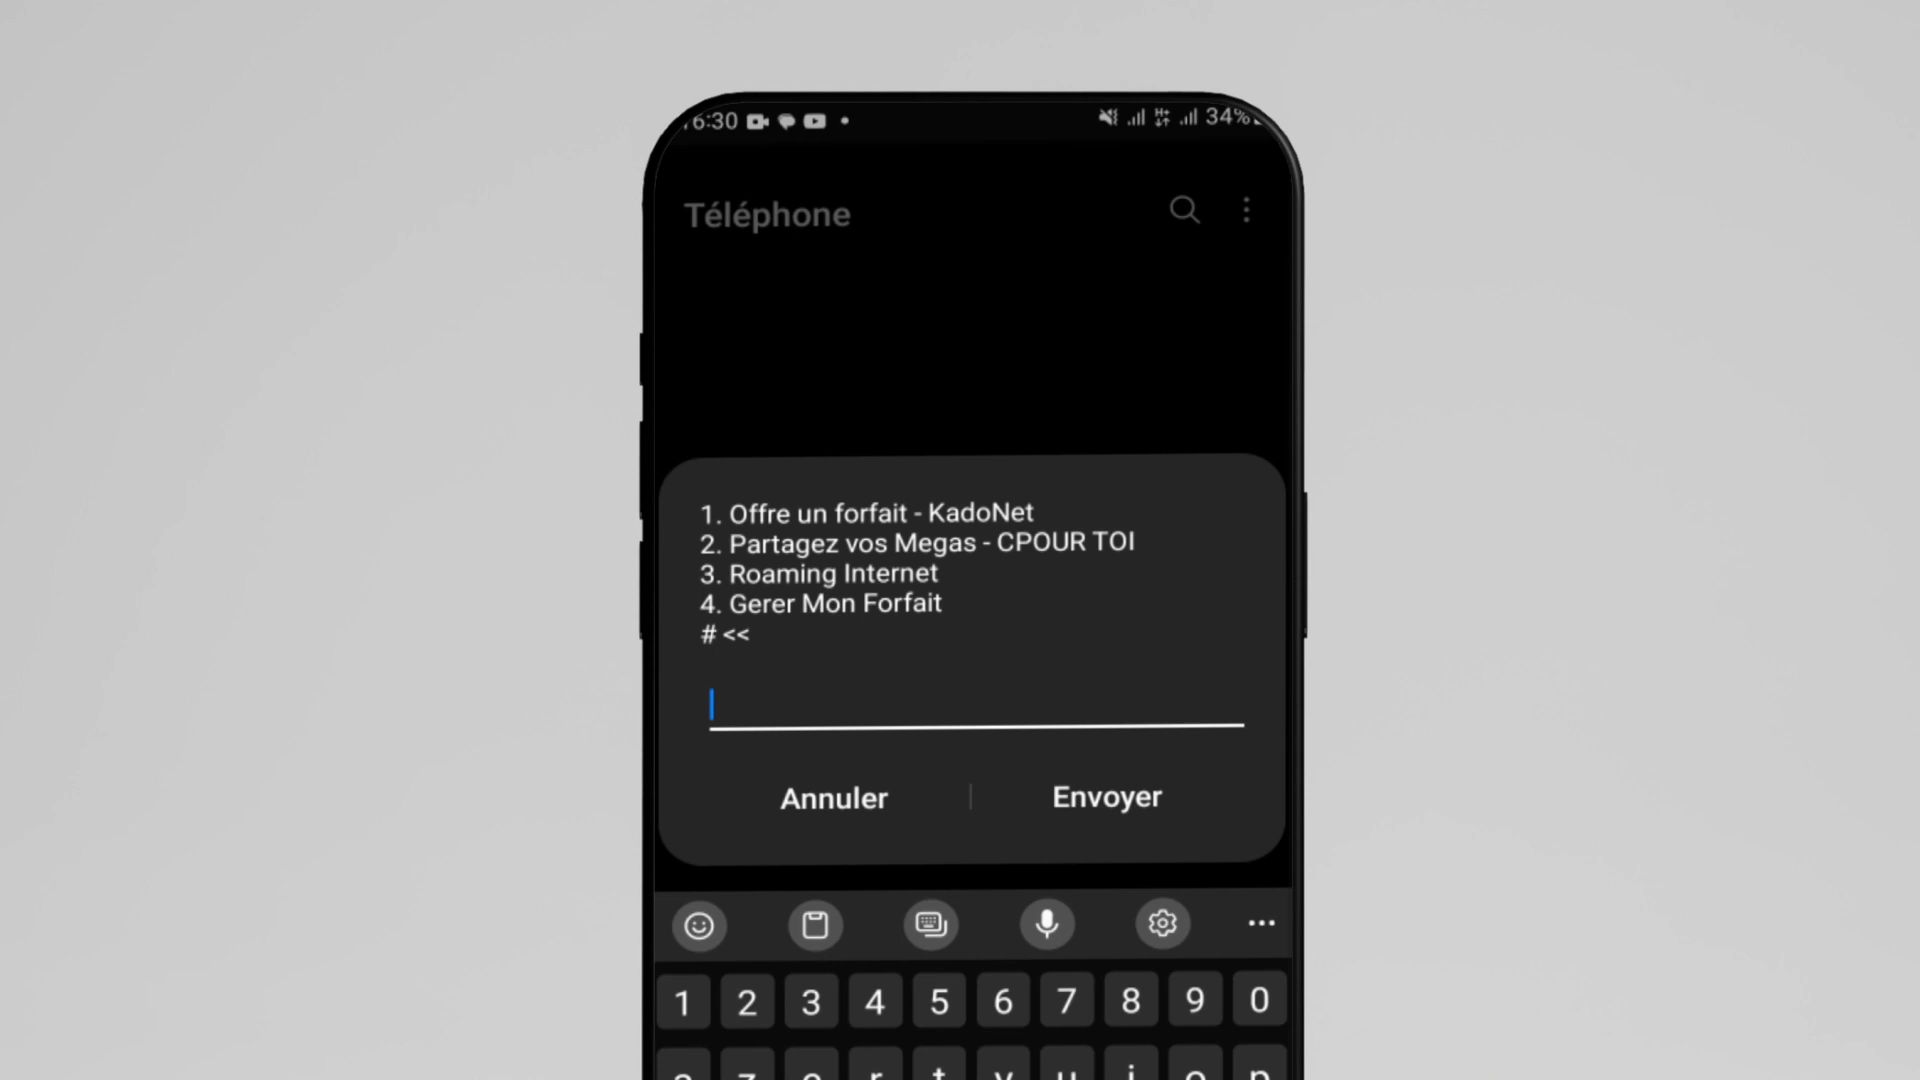 6:30
H+
34%
Téléphone
1. Offre un forfait - KadoNet
2. Partagez vos Megas - CPOUR TOI
3. Roaming Internet
4. Gerer Mon Forfait
# <<
Annuler
Envoyer
1 2 3 4 5 6 7 8 9 0